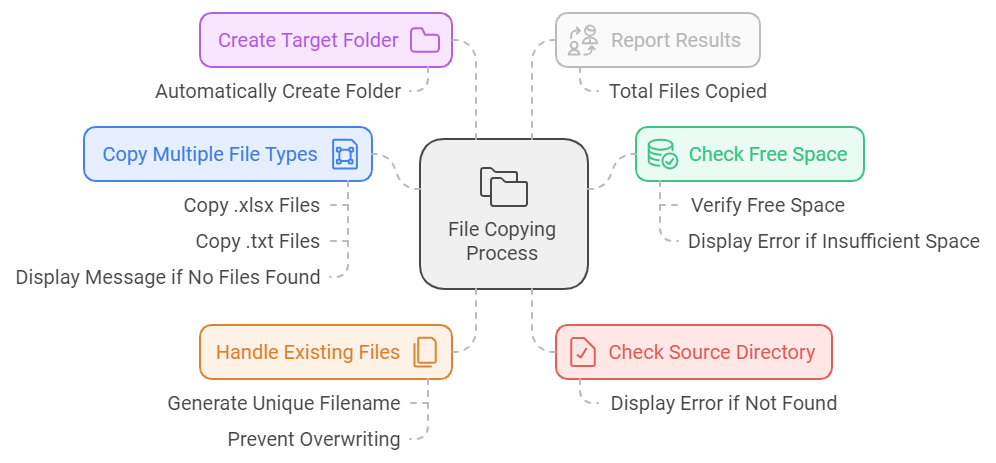 Create Target Folder
Automatically Create Folder
Report Results
Total Files Copied
Copy Multiple File Types
Copy .xlsx Files
Copy .txt Files
Display Message if No Files Found
File Copying
Process
Check Free Space
Verify Free Space
Display Error if Insufficient Space
Handle Existing Files
Generate Unique Filename
Prevent Overwriting
Check Source Directory
Display Error if Not Found